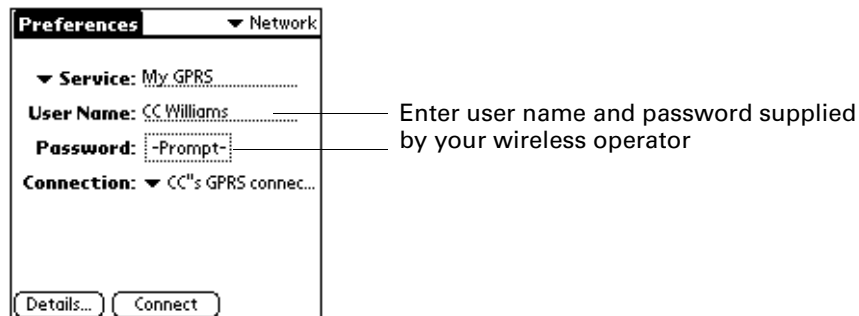 Preferences
Network
Service: My GPRS
User Name: CC Williams
Password: -Prompt-
Connection: CC"s GPRS connec...
Details... Connect
Enter user name and password supplied
by your wireless operator